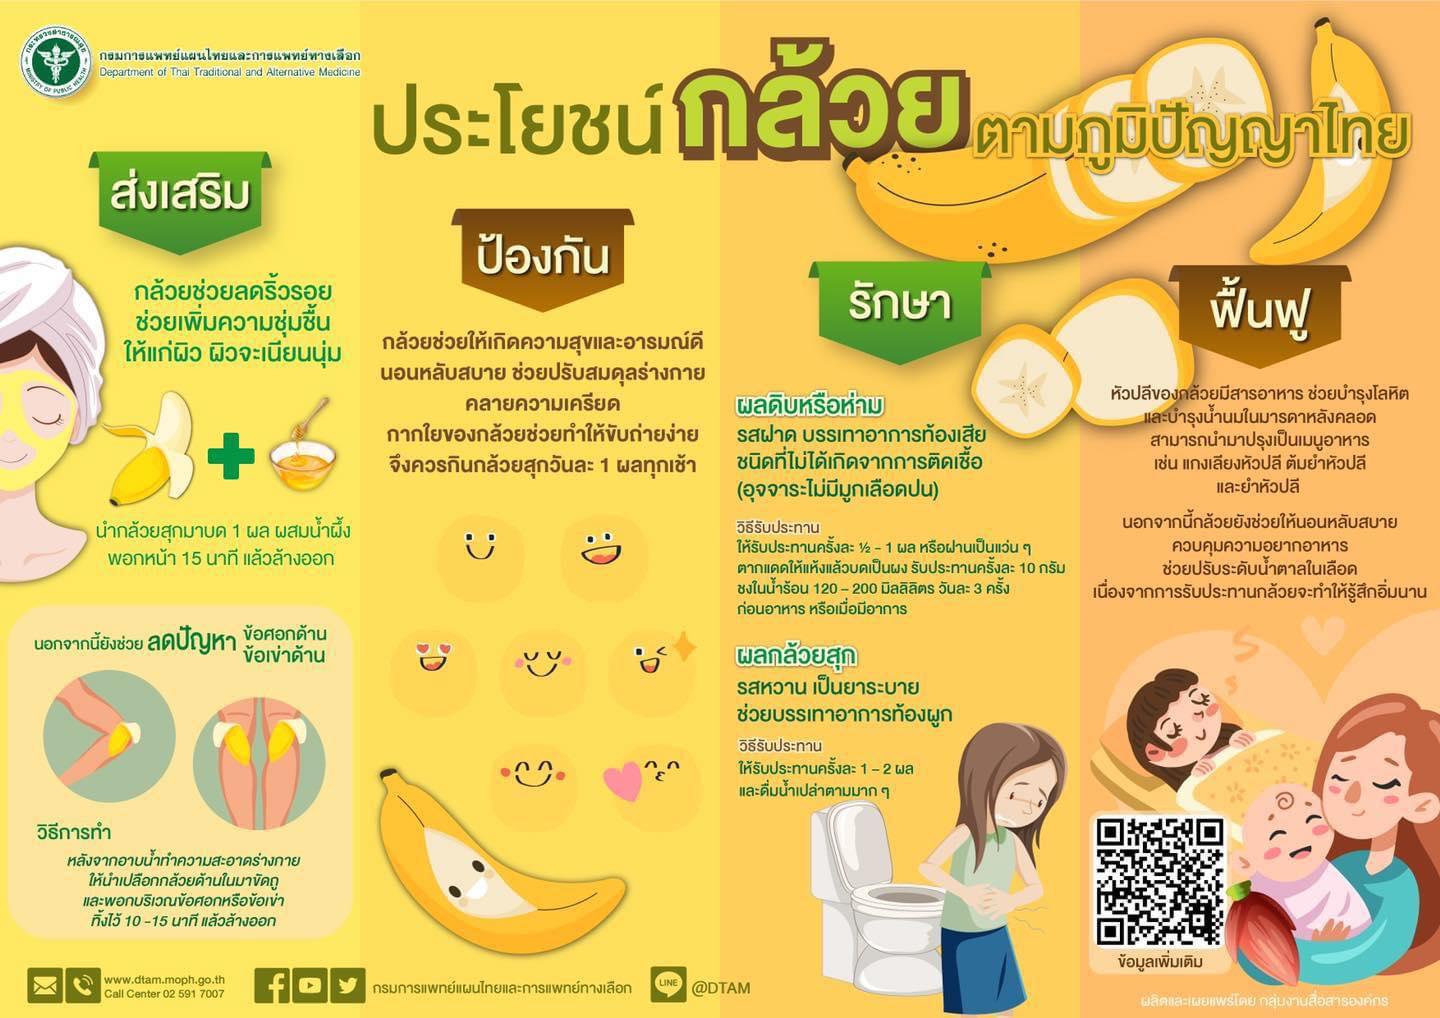 กรมการแพทย์แผนไทยและการแพทย์ทางเลือก
Department of Thai Traditional and Alternative Medicine
ประโยชน์ กล้วย ตามภูมิปัญญาไทย
ส่งเสริม
กล้วยช่วยลดริ้วรอย
ช่วยเพิ่มความชุ่มชื้น
ให้แก่ผิว ผิวจะเนียนนุ่ม
นำกล้วยสุกมาบด 1 ผล ผสมน้ำผึ้ง
พอกหน้า 15 นาที แล้วล้างออก
นอกจากนี้ยังช่วย ลดปัญหา ข้อศอกด้าน
ข้อเข่าด้าน
วิธีการทำ
หลังจากอาบน้ำทำความสะอาดร่างกาย
ให้นำเปลือกกล้วยด้านในมาขัดถู
และพอกบริเวณข้อศอกหรือข้อเข่า
ทิ้งไว้ 10 -15 นาที แล้วล้างออก
ป้องกัน
กล้วยช่วยให้เกิดความสุขและอารมณ์ดี
นอนหลับสบาย ช่วยปรับสมดุลร่างกาย
คลายความเครียด
กากใยของกล้วยช่วยทำให้ขับถ่ายง่าย
จึงควรกินกล้วยสุกวันละ 1 ผลทุกเช้า
รักษา
ผลดิบหรือห่าม
รสฝาด บรรเทาอาการท้องเสีย
ชนิดที่ไม่ได้เกิดจากการติดเชื้อ
(อุจจาระไม่มีมูกเลือดปน)
วิธีรับประทาน
ให้รับประทานครั้งละ ½ - 1 ผล หรือฝานเป็นแว่น ๆ
ตากแดดให้แห้งแล้วบดเป็นผง รับประทานครั้งละ 10 กรัม
ชงในน้ำร้อน 120 – 200 มิลลิลิตร วันละ 3 ครั้ง
ก่อนอาหาร หรือเมื่อมีอาการ
ผลกล้วยสุก
รสหวาน เป็นยาระบาย
ช่วยบรรเทาอาการท้องผูก
วิธีรับประทาน
ให้รับประทานครั้งละ 1 – 2 ผล
และดื่มน้ำเปล่าตามมาก ๆ
ฟื้นฟู
หัวปลีของกล้วยมีสารอาหาร ช่วยบำรุงโลหิต
และบำรุงน้ำนมในมารดาหลังคลอด
สามารถนำมาปรุงเป็นเมนูอาหาร
เช่น แกงเลียงหัวปลี ต้มยำหัวปลี
และยำหัวปลี
นอกจากนี้กล้วยยังช่วยให้นอนหลับสบาย
ควบคุมความอยากอาหาร
ช่วยปรับระดับน้ำตาลในเลือด
เนื่องจากการรับประทานกล้วยจะทำให้รู้สึกอิ่มนาน
ข้อมูลเพิ่มเติม
www.dtam.moph.go.th
Call Center 02 591 7007
กรมการแพทย์แผนไทยและการแพทย์ทางเลือก
LINE
@DTAM
ผลิตและเผยแพร่โดย กลุ่มงานสื่อสารองค์กร